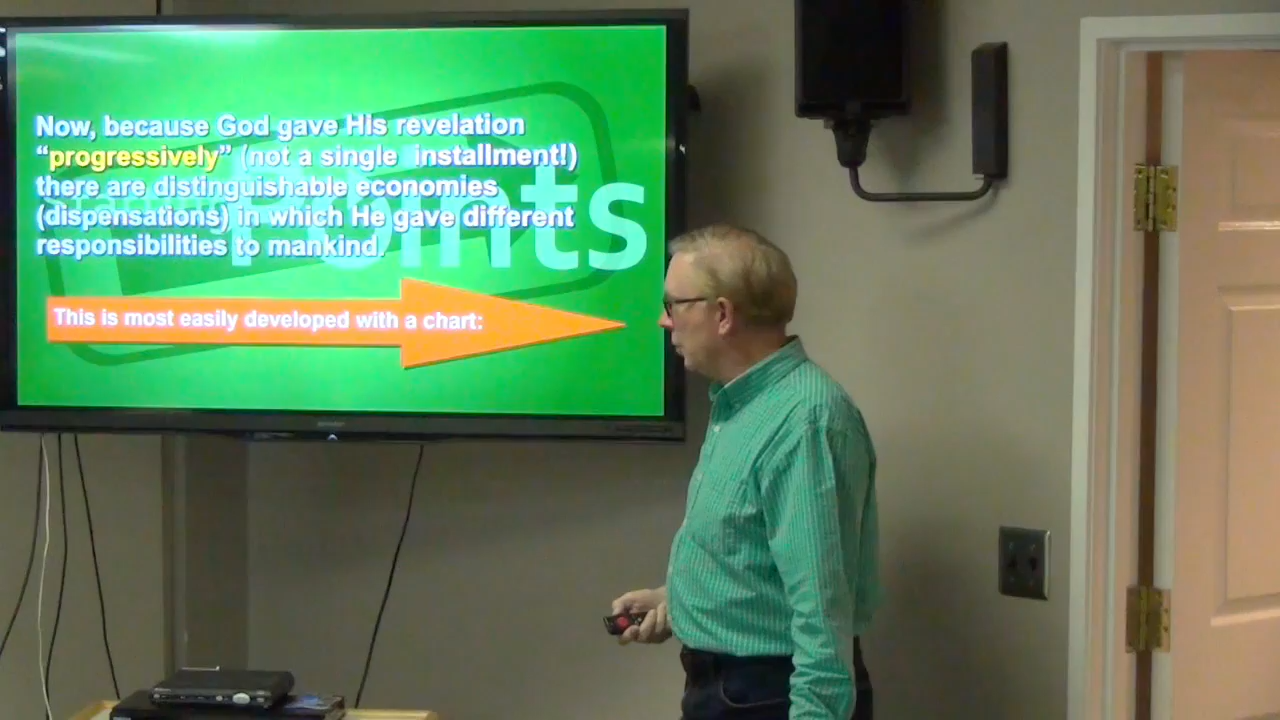 Now, because God gave His revelation
“progressively” (not a single installment!)
there are distinguishable economies
(dispensations) in which He gave different
responsibilities to mankind.
Points
This is most easily developed with a chart: